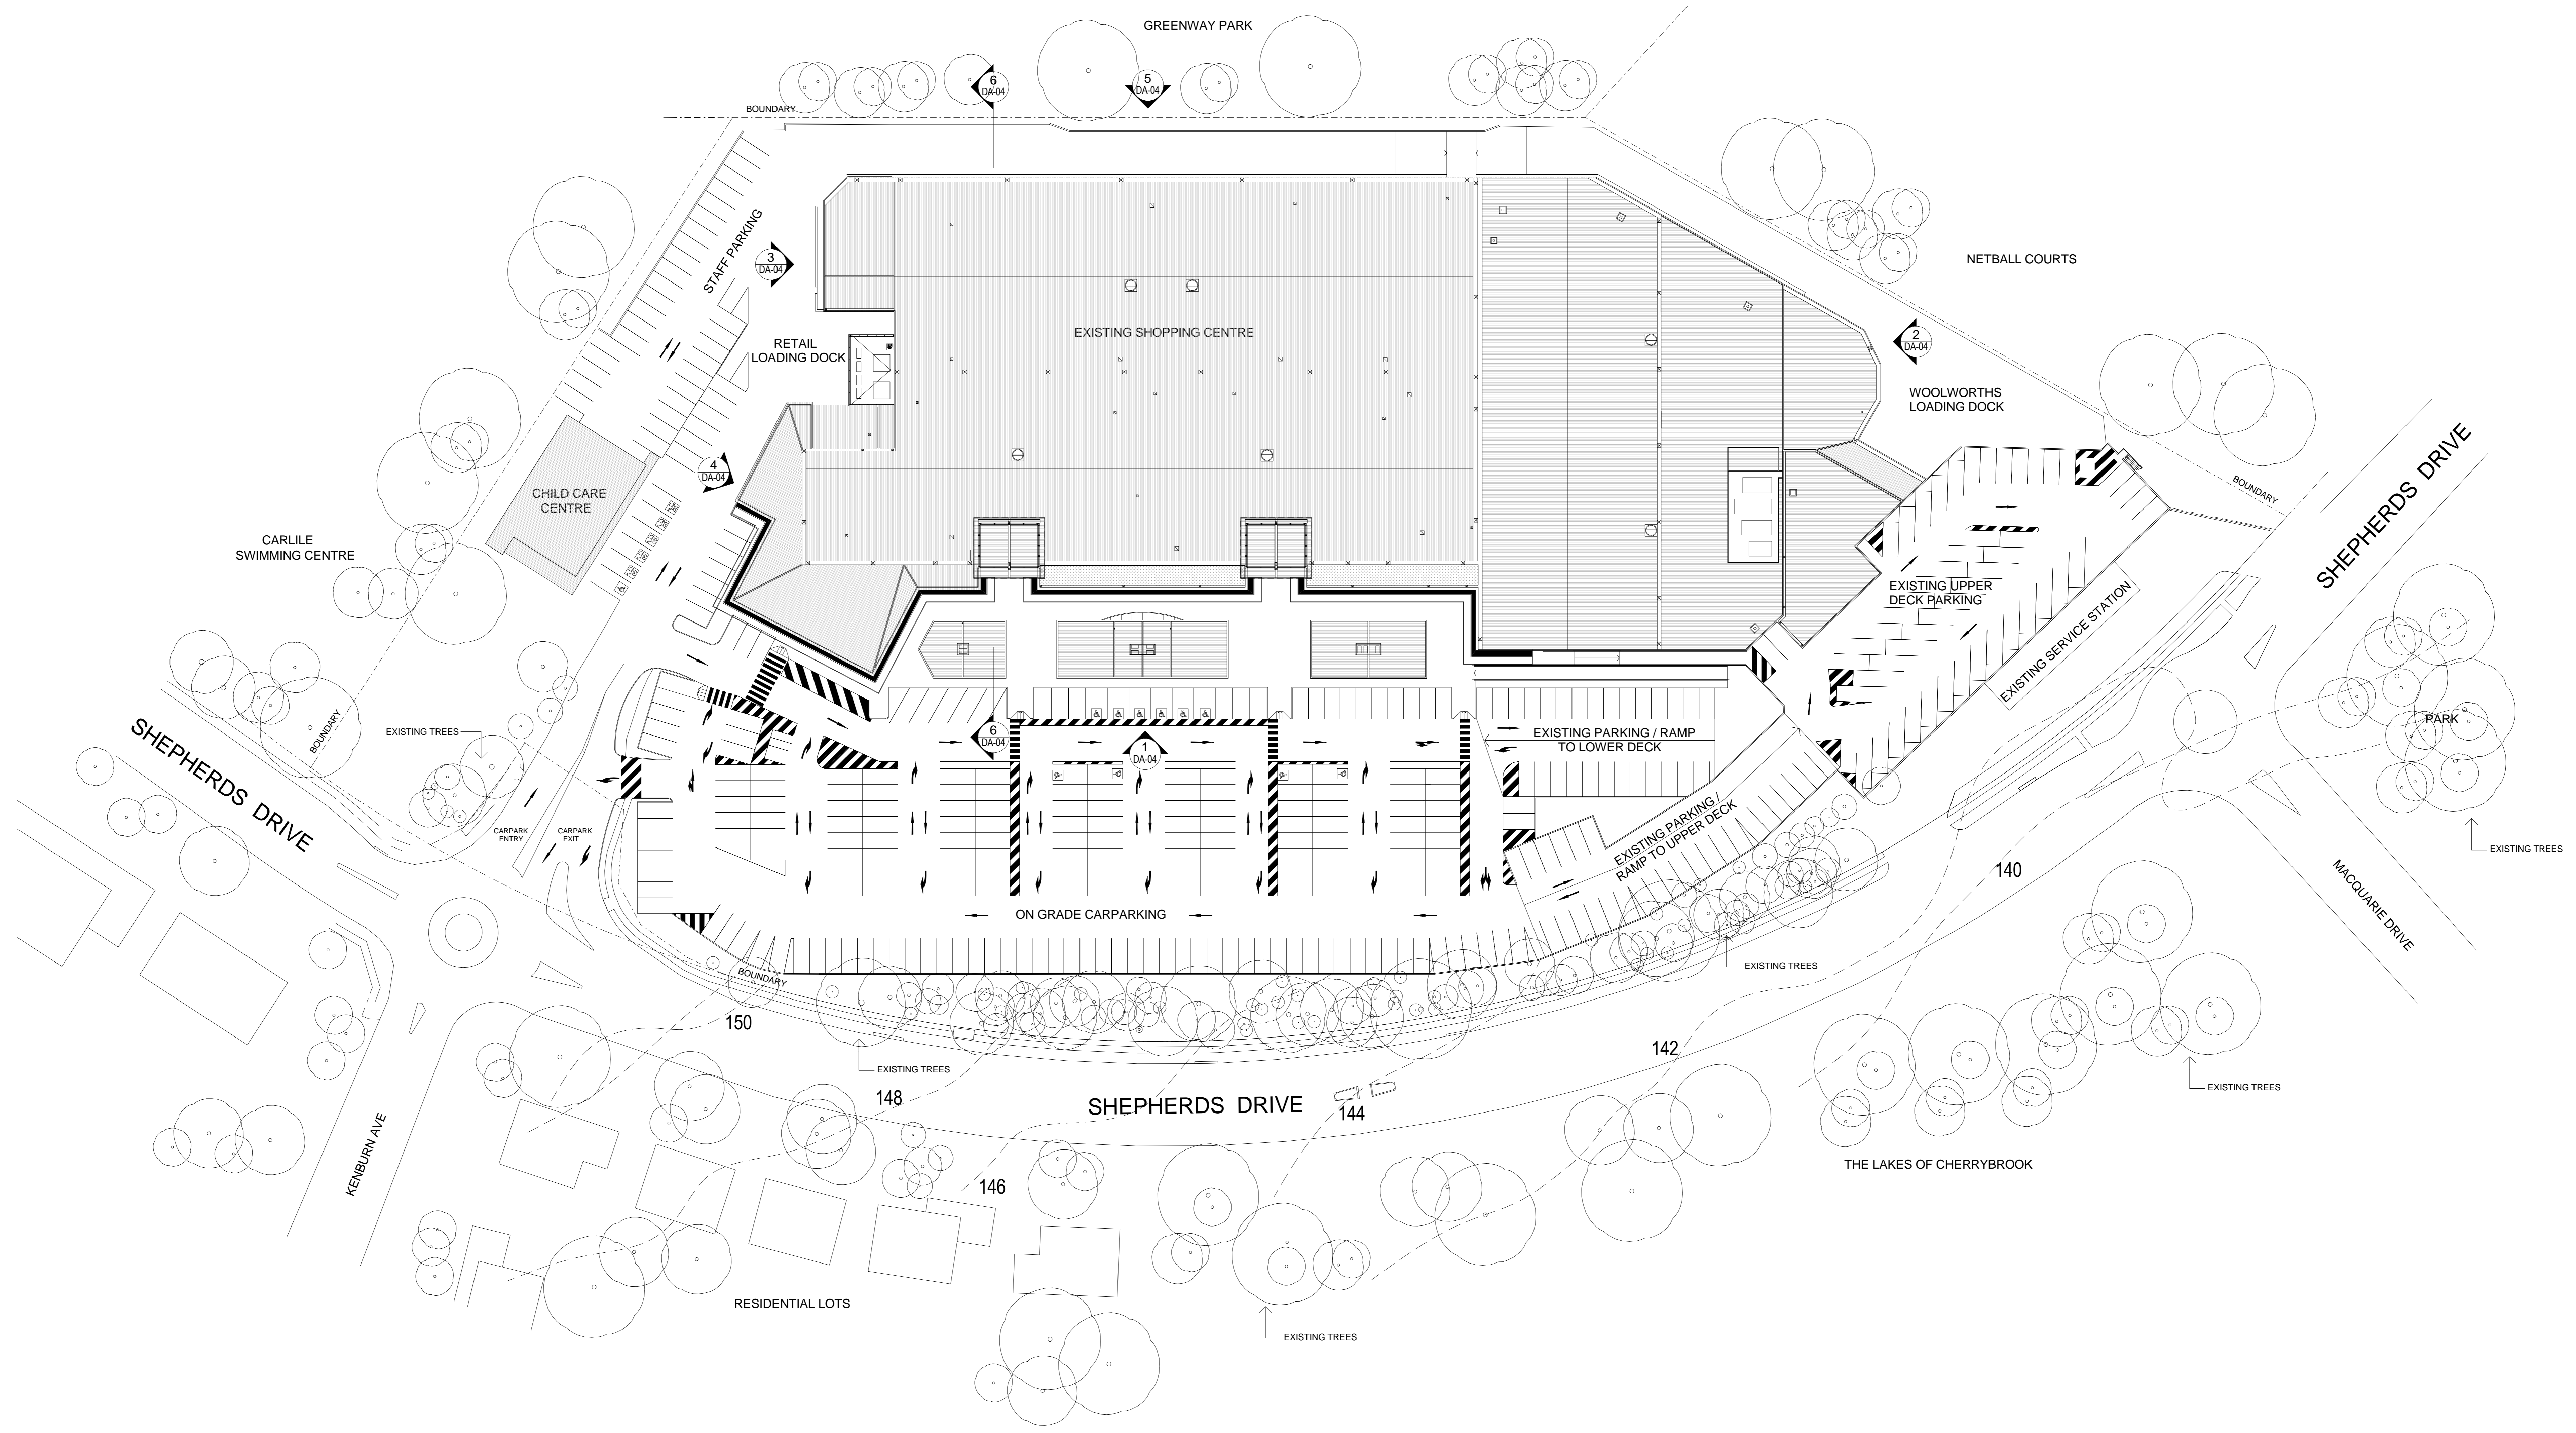 GREENWAY PARK
6
DA-04
5
DA-04
BOUNDARY
STAFF PARKING
3
DA-04
NETBALL COURTS
EXISTING SHOPPING CENTRE
RETAIL
LOADING DOCK
2
DA-04
WOOLWORTHS
LOADING DOCK
4
DA-04
CHILD CARE
CENTRE
SHEPHERDS DRIVE
BOUNDARY
CARLILE
SWIMMING CENTRE
EXISTING UPPER
DECK PARKING
EXISTING SERVICE STATION
BOUNDARY
SHEPHERDS DRIVE
EXISTING TREES
6
DA-04
1
DA-04
EXISTING PARKING / RAMP
TO LOWER DECK
PARK
CARPARK
ENTRY
CARPARK
EXIT
EXISTING PARKING /
RAMP TO UPPER DECK
EXISTING TREES
140
MACQUARIE DRIVE
ON GRADE CARPARKING
EXISTING TREES
BOUNDARY
150
142
EXISTING TREES
EXISTING TREES
148
SHEPHERDS DRIVE
144
KENBURN AVE
146
THE LAKES OF CHERRYBROOK
RESIDENTIAL LOTS
EXISTING TREES